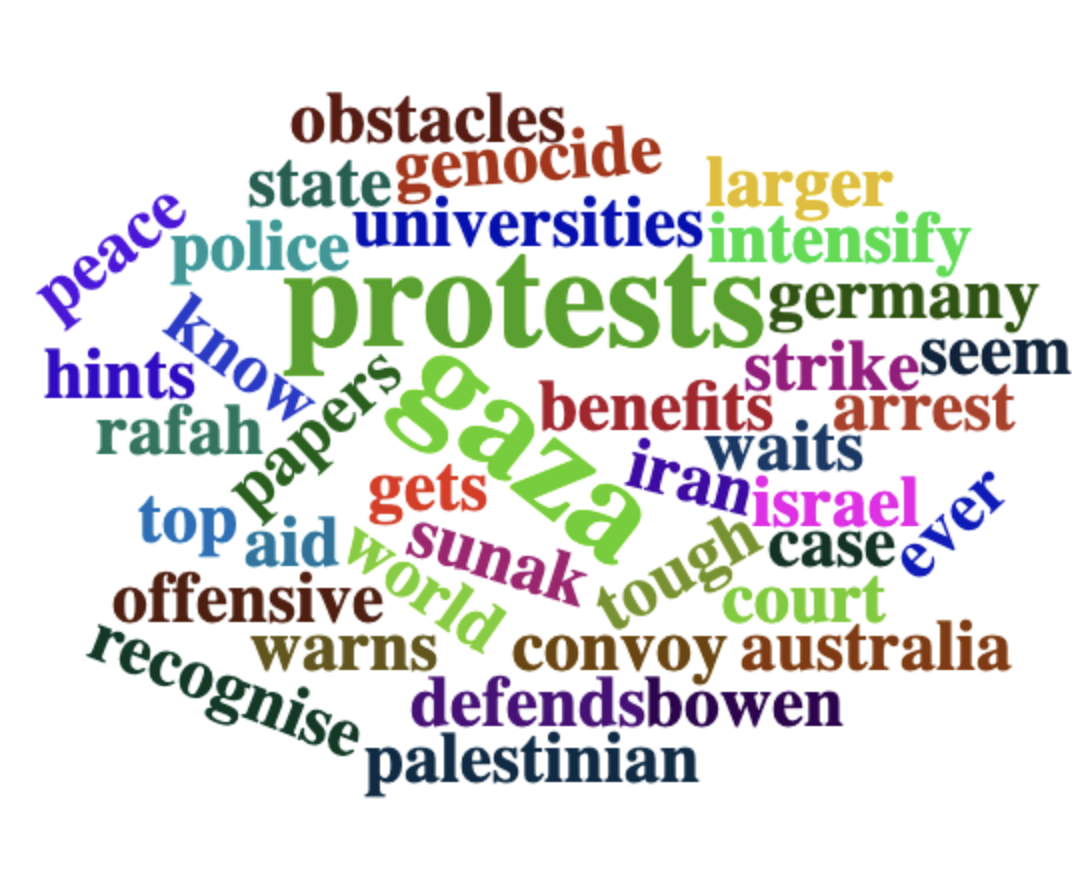 obstacles
genocide
state
larger
peace
police
universities
intensify
protests
germany
know
hints
strike
seem
papers
gaza
benefits
arrest
rafah
waits
iran
gets
israel
ever
top
aid
world
sunak
tough
case
offensive
court
recognise
warns
convoy
australia
defends
bowen
palestinian